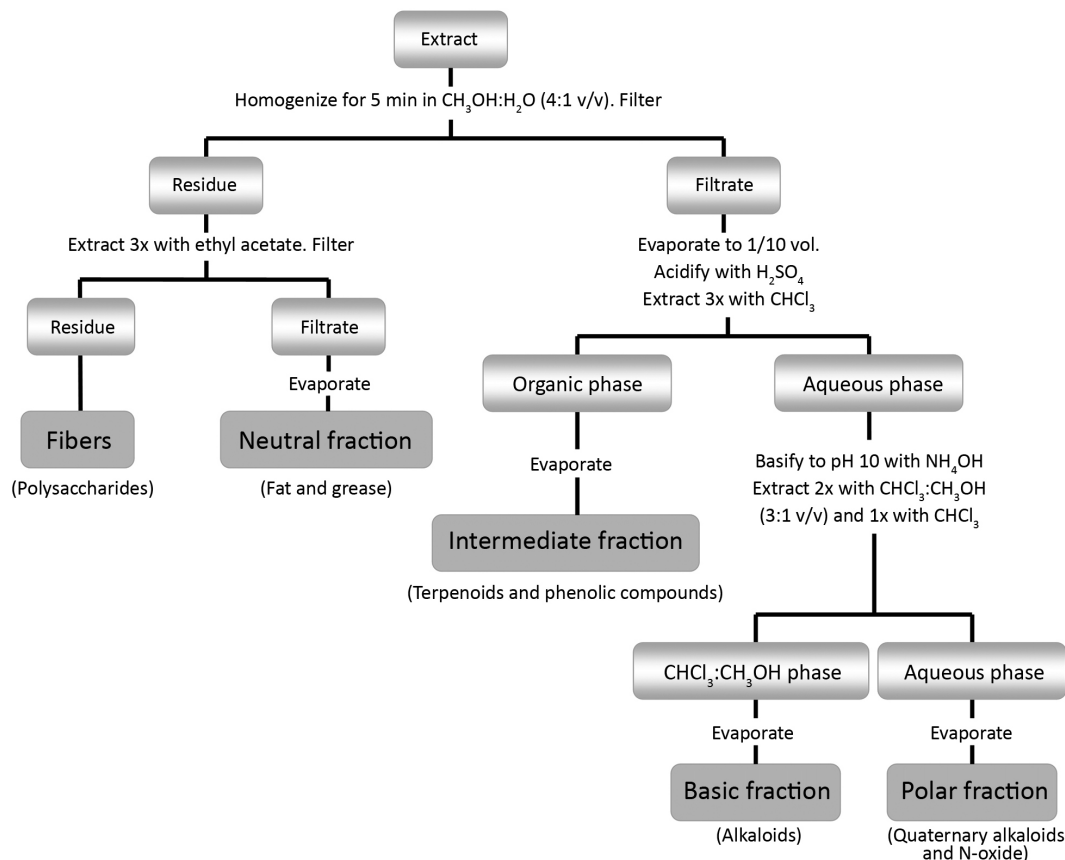 Extract
Homogenize for 5 min in CH₃OH:H₂O (4:1 v/v). Filter
Residue
Filtrate
Extract 3x with ethyl acetate. Filter
Evaporate to 1/10 vol.
Acidify with H₂SO₄
Extract 3x with CHCl₃
Residue
Filtrate
Evaporate
Fibers
(Polysaccharides)
Neutral fraction
(Fat and grease)
Organic phase
Aqueous phase
Evaporate
Intermediate fraction
(Terpenoids and phenolic compounds)
Basify to pH 10 with NH₄OH
Extract 2x with CHCl₃:CH₃OH
(3:1 v/v) and 1x with CHCl₃
CHCl₃:CH₃OH phase
Aqueous phase
Evaporate
Evaporate
Basic fraction
(Alkaloids)
Polar fraction
(Quaternary alkaloids
and N-oxide)